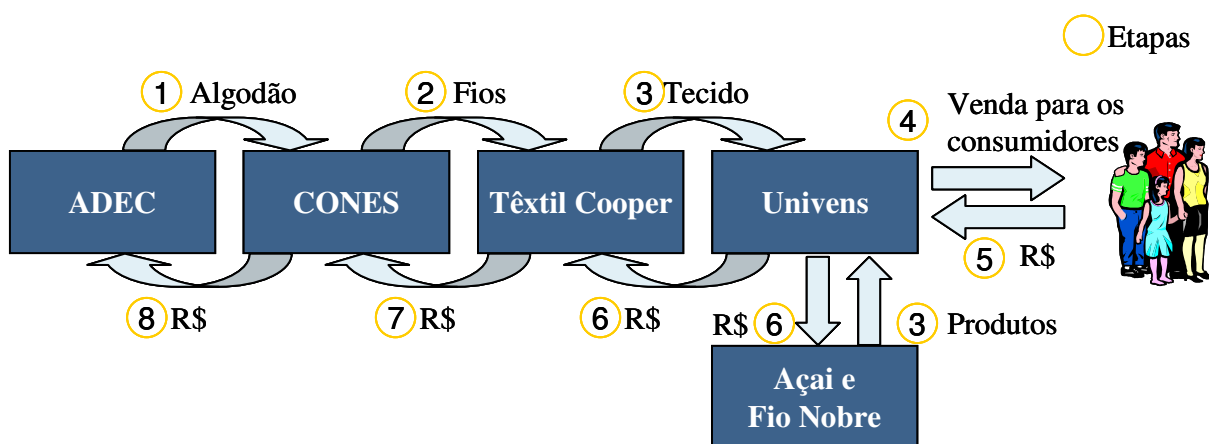 Etapas
1 Algodão
2 Fios
3 Tecido
4
Venda para os
consumidores
ADEC
CONES
Têxtil Cooper
Univens
5 R$
8 R$
7 R$
6 R$
R$ 6
3 Produtos
Açai e
Fio Nobre